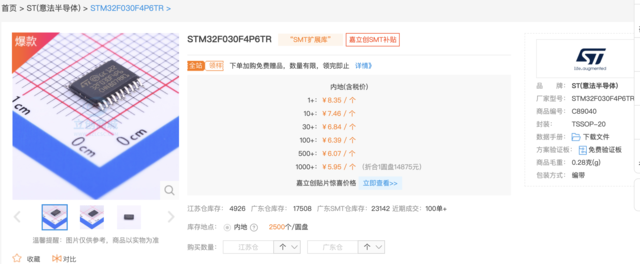 首页 > ST(意法半导体) > STM32F030F4P6TR >
爆款
1cm
0
0
1cm
温馨提醒：图片仅供参考，商品以实物为准
收藏 对比
STM32F030F4P6TR “SMT扩展库” 嘉立创SMT补贴
全站 下单加购免费赠品，数量有限，领完即止 详情》
内地(含税价)
1+: ￥8.35 / 个
10+: ￥7.46 / 个
30+: ￥6.84 / 个
100+: ￥6.39 / 个
500+: ￥6.07 / 个
1000+: ￥5.95 / 个 (折合1圆盘14875元)
嘉立创贴片惊喜价格 立即查看>>
江苏仓库存: 4926 广东仓库存: 17508 广东SMT仓库存: 23142 近期成交: 100单+
库存地点: 内地 ? 2500个/圆盘
购买数量: 江苏仓 个 广东仓 个
ST
life.augmented
品 牌: ST(意法半导体)
厂家型号: STM32F030F4P6TR
商品编号: C89040
封装: TSSOP-20
数据手册: 下载文件
方案验证板: 免费验证板
商品毛重: 0.28克(g)
包装方式: 编带